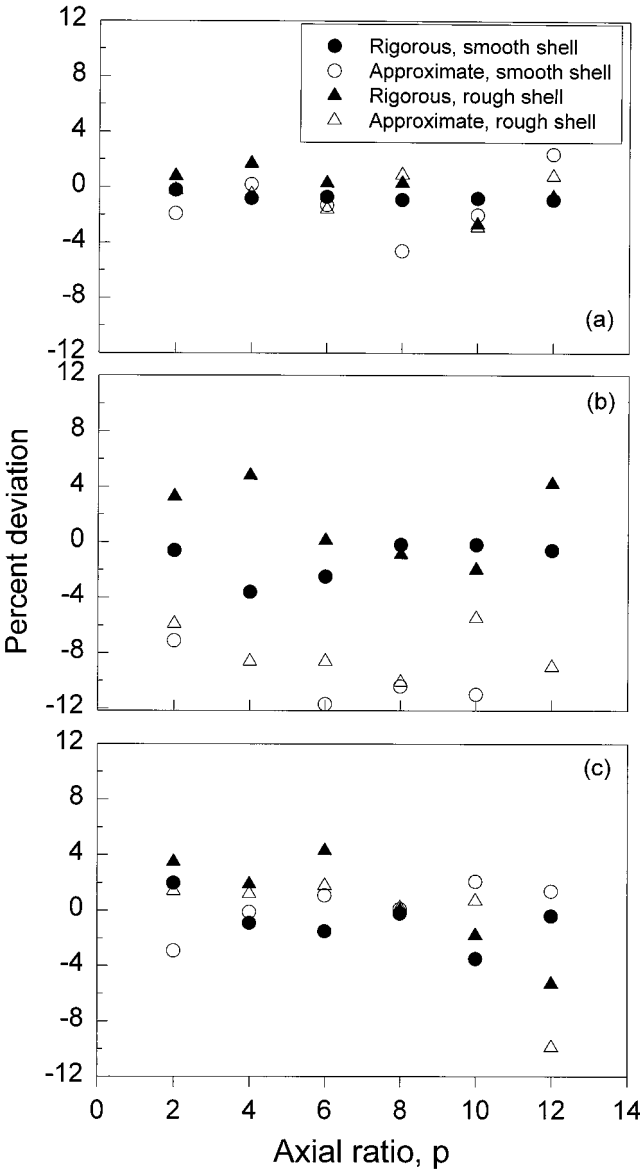 12
8
4
0
-4
-8
-12
Rigorous, smooth shell
Approximate, smooth shell
Rigorous, rough shell
Approximate, rough shell
(a)
12
8
4
0
-4
-8
-12
(b)
Percent deviation
12
8
4
0
-4
-8
-12
(c)
0 2 4 6 8 10 12 14
Axial ratio, p